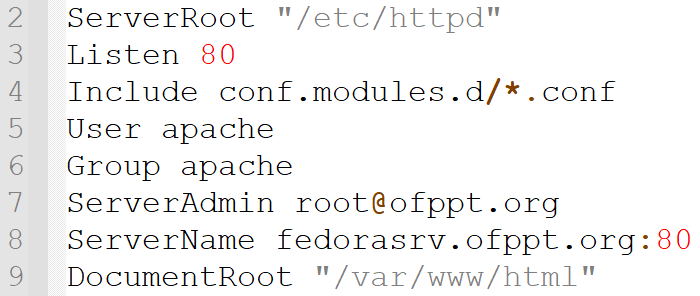 2 ServerRoot "/etc/httpd"
3 Listen 80
4 Include conf.modules.d/*.conf
5 User apache
6 Group apache
7 ServerAdmin root@ofppt.org
8 ServerName fedorasrv.ofppt.org:80
9 DocumentRoot "/var/www/html"